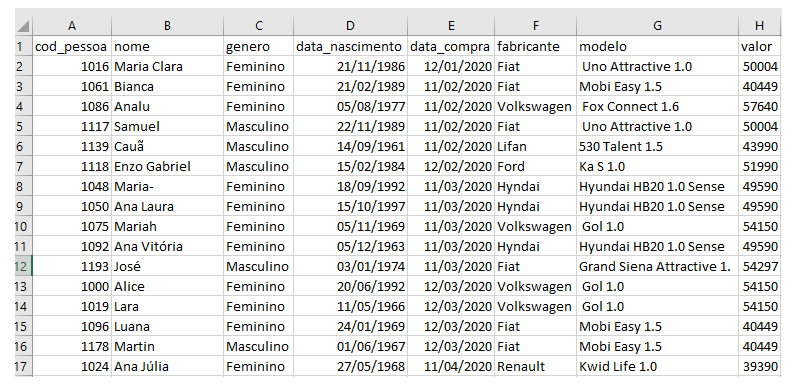 A B C D E F G H
1 cod_pessoa nome genero data_nascimento data_compra fabricante modelo valor
2 1016 Maria Clara Feminino 21/11/1986 12/01/2020 Fiat Uno Attractive 1.0 50004
3 1061 Bianca Feminino 21/02/1989 11/02/2020 Fiat Mobi Easy 1.5 40449
4 1086 Analu Feminino 05/08/1977 11/02/2020 Volkswagen Fox Connect 1.6 57640
5 1117 Samuel Masculino 22/11/1989 11/02/2020 Fiat Uno Attractive 1.0 50004
6 1139 Cauã Masculino 14/09/1961 11/02/2020 Lifan 530 Talent 1.5 43990
7 1118 Enzo Gabriel Masculino 15/02/1984 12/02/2020 Ford Ka S 1.0 51990
8 1048 Maria- Feminino 18/09/1992 11/03/2020 Hyndai Hyundai HB20 1.0 Sense 49590
9 1050 Ana Laura Feminino 15/10/1997 11/03/2020 Hyndai Hyundai HB20 1.0 Sense 49590
10 1075 Mariah Feminino 05/11/1969 11/03/2020 Volkswagen Gol 1.0 54150
11 1092 Ana Vitória Feminino 05/12/1963 11/03/2020 Hyndai Hyundai HB20 1.0 Sense 49590
12 1193 José Masculino 03/01/1974 11/03/2020 Fiat Grand Siena Attractive 1. 54297
13 1000 Alice Feminino 20/06/1992 12/03/2020 Volkswagen Gol 1.0 54150
14 1019 Lara Feminino 11/05/1966 12/03/2020 Volkswagen Gol 1.0 54150
15 1096 Luana Feminino 24/01/1969 12/03/2020 Fiat Mobi Easy 1.5 40449
16 1178 Martin Masculino 01/06/1967 12/03/2020 Fiat Mobi Easy 1.5 40449
17 1024 Ana Júlia Feminino 27/05/1968 11/04/2020 Renault Kwid Life 1.0 39390